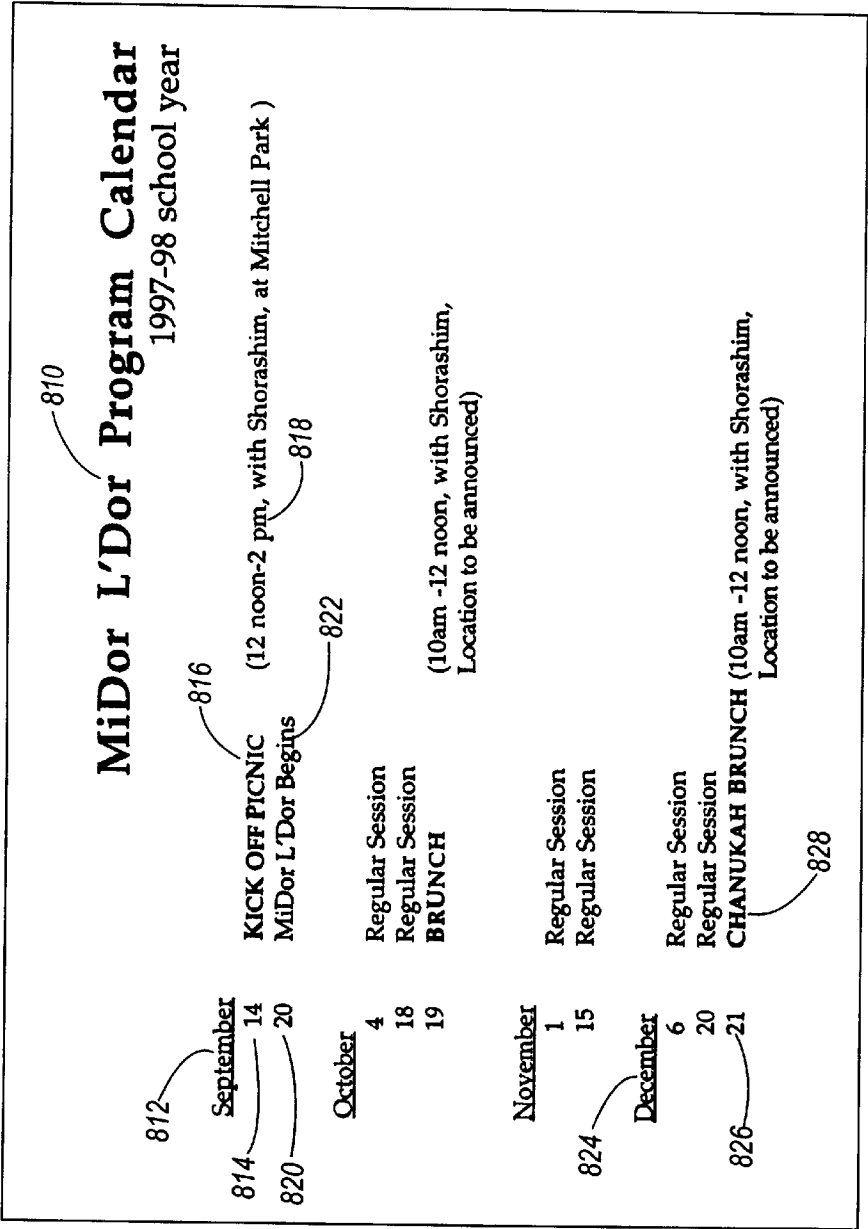 MiDor L'Dor Program Calendar
1997-98 school year
810
812
September
814
14 KICK OFF PICNIC (12 noon-2 pm, with Shorashim, at Mitchell Park )
816
818
820
20 MiDor L'Dor Begins
822
October
4 Regular Session
18 Regular Session
19 BRUNCH (10am -12 noon, with Shorashim,
Location to be announced)
November
1 Regular Session
15 Regular Session
824
December
6 Regular Session
20 Regular Session
826
21 CHANUKAH BRUNCH (10am -12 noon, with Shorashim,
Location to be announced)
828